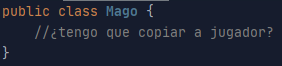 public class Mago {
//¿tengo que copiar a jugador?
}